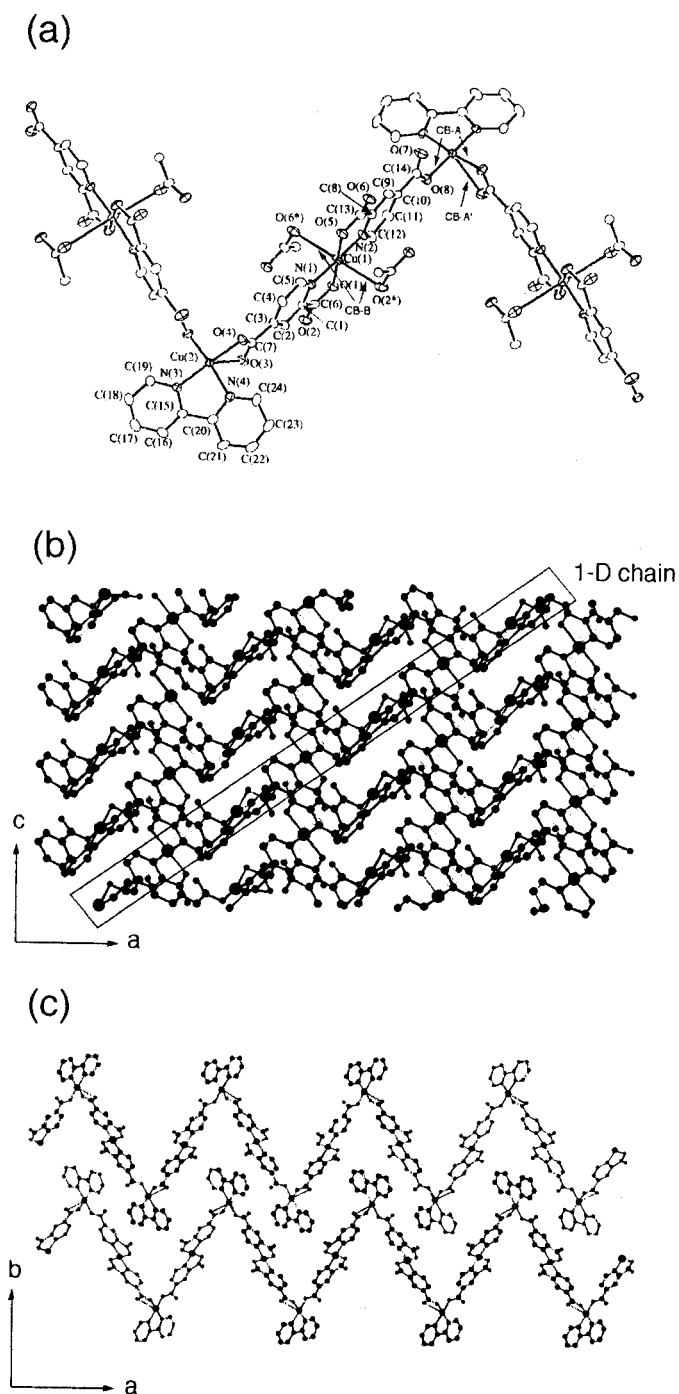 (a)
O(7)
CB-A
C(14)
O(8)
C(9)
O(6)
C(8)
C(10)
CB-A'
C(13)
C(11)
O(6*)
O(5)
C(12)
N(2)
N(1)
Cu(1)
C(5)
O(1)
C(4)
C(6)
CB-B
O(2*)
C(3)
C(2)
O(2)
C(1)
O(4)
C(7)
Cu(2)
O(3)
C(19)
N(3)
N(4)
C(24)
C(18)
C(15)
C(20)
C(23)
C(17)
C(16)
C(21)
C(22)
(b)
1-D chain
c
a
(c)
b
a